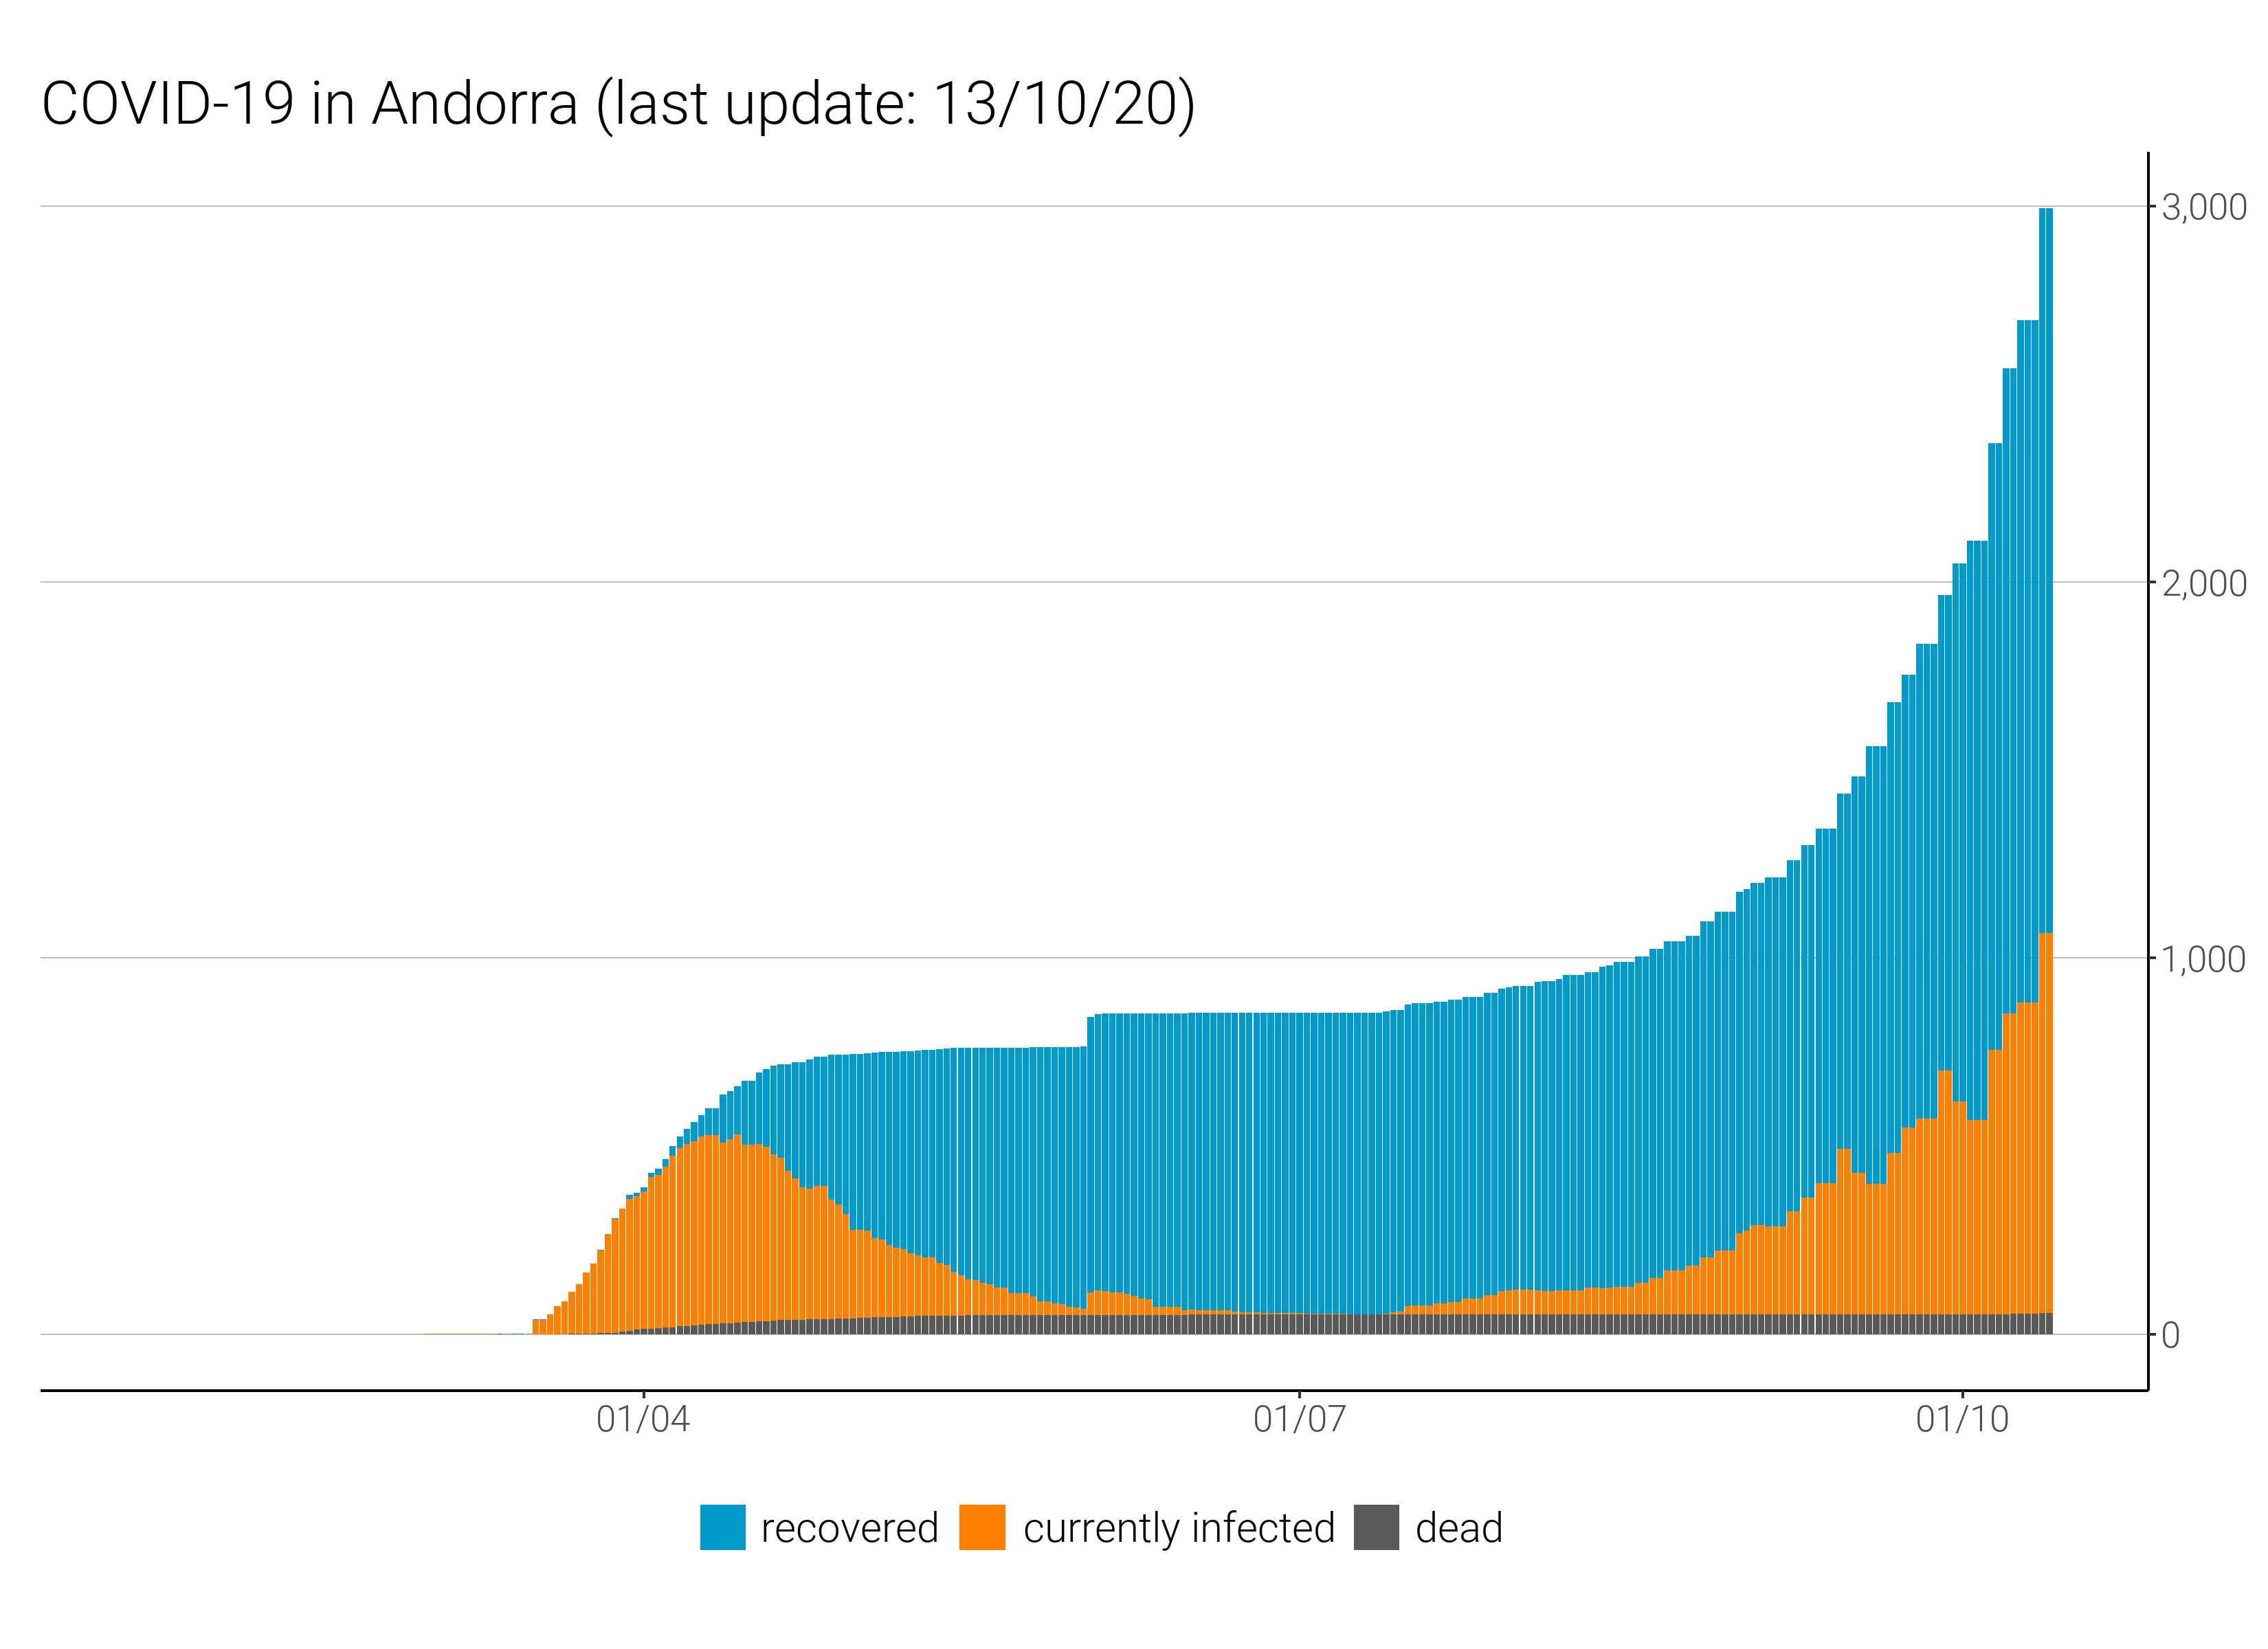 COVID-19 in Andorra (last update: 13/10/20)
3,000
2,000
1,000
0
01/04 01/07 01/10
recovered currently infected dead